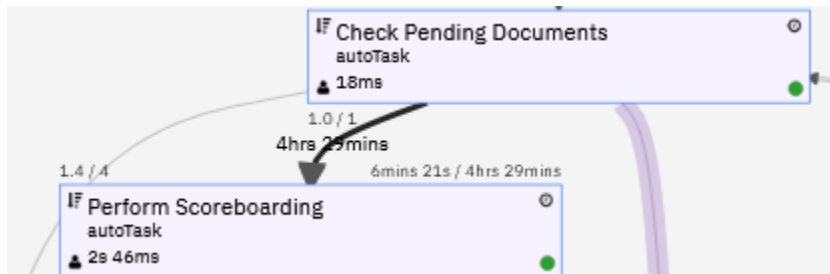 Check Pending Documents
autoTask
18ms
1.0 / 1
4hrs 29mins
1.4 / 4
6mins 21s / 4hrs 29mins
Perform Scoreboarding
autoTask
2s 46ms